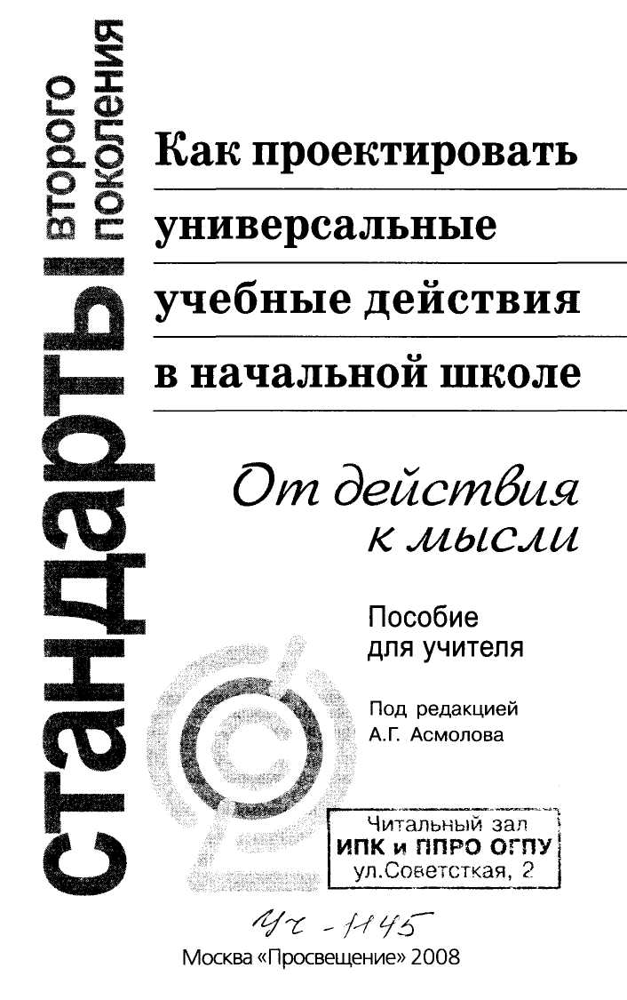 Стандарты
второго
поколения
Как проектировать
универсальные
учебные действия
в начальной школе
От действия
к мысли
Пособие
для учителя
Под редакцией
А.Г. Асмолова
Читальный зал
ИПК и ППРО ОГПУ
ул.Советсткая, 2
Уч - 1145
Москва «Просвещение» 2008